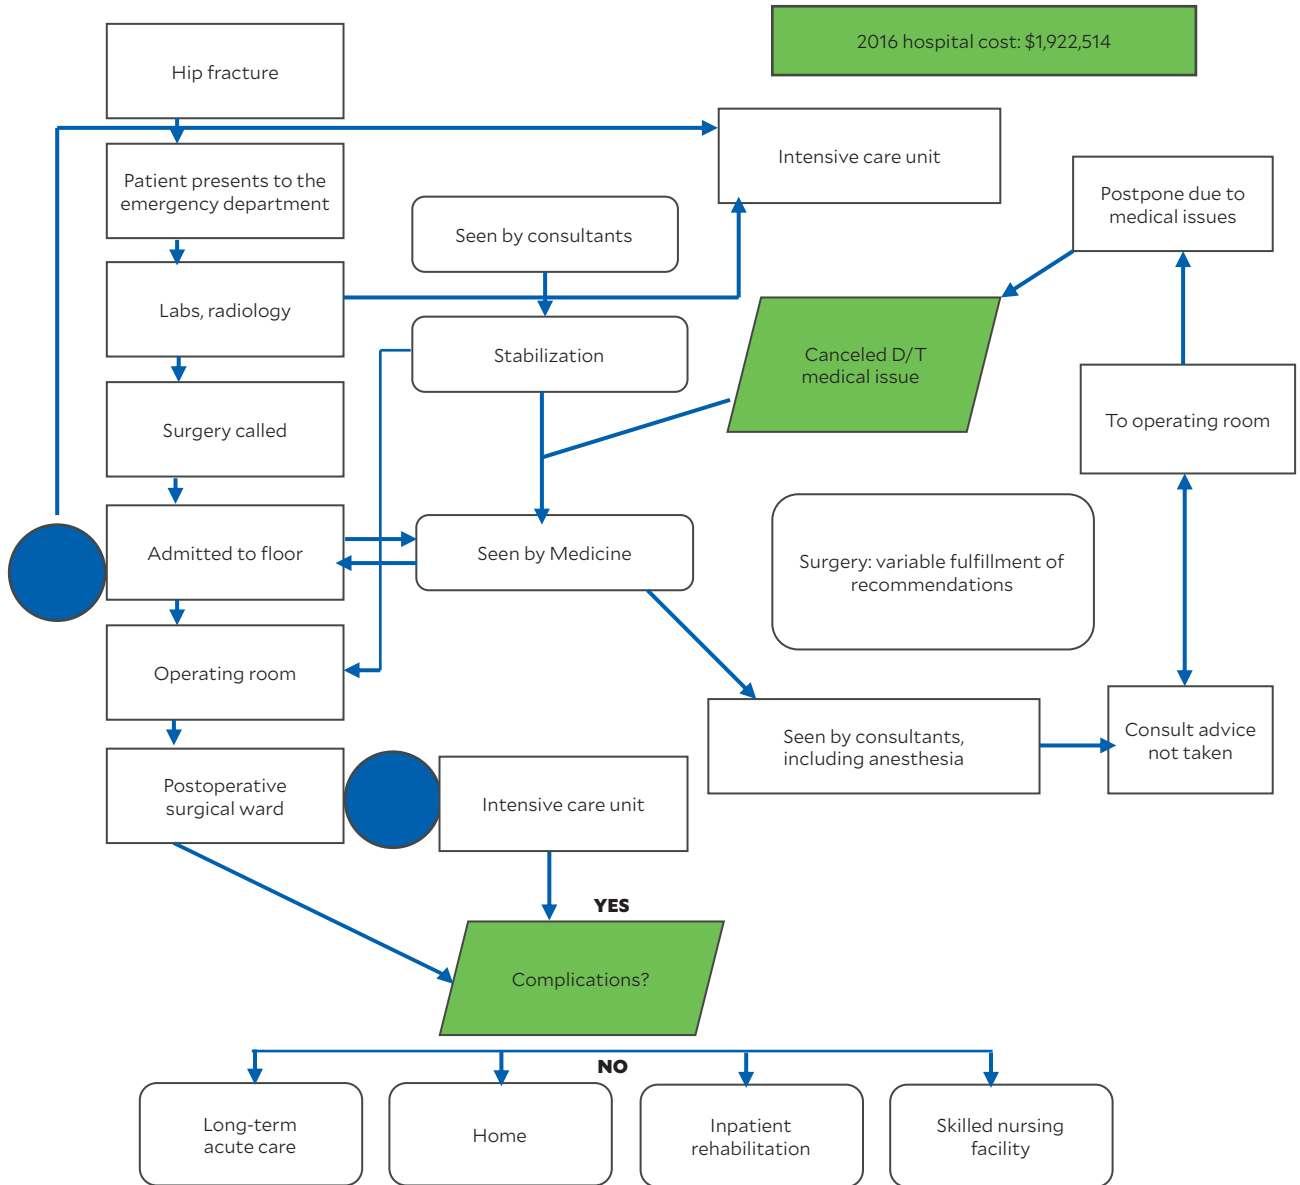 2016 hospital cost: $1,922,514
Hip fracture
Intensive care unit
Patient presents to the
emergency department
Postpone due to
medical issues
Seen by consultants
Labs, radiology
Stabilization
Canceled D/T
medical issue
Surgery called
To operating room
Admitted to floor
Seen by Medicine
Surgery: variable fulfillment of
recommendations
Operating room
Seen by consultants,
including anesthesia
Consult advice
not taken
Postoperative
surgical ward
Intensive care unit
YES
Complications?
NO
Long-term
acute care
Home
Inpatient
rehabilitation
Skilled nursing
facility